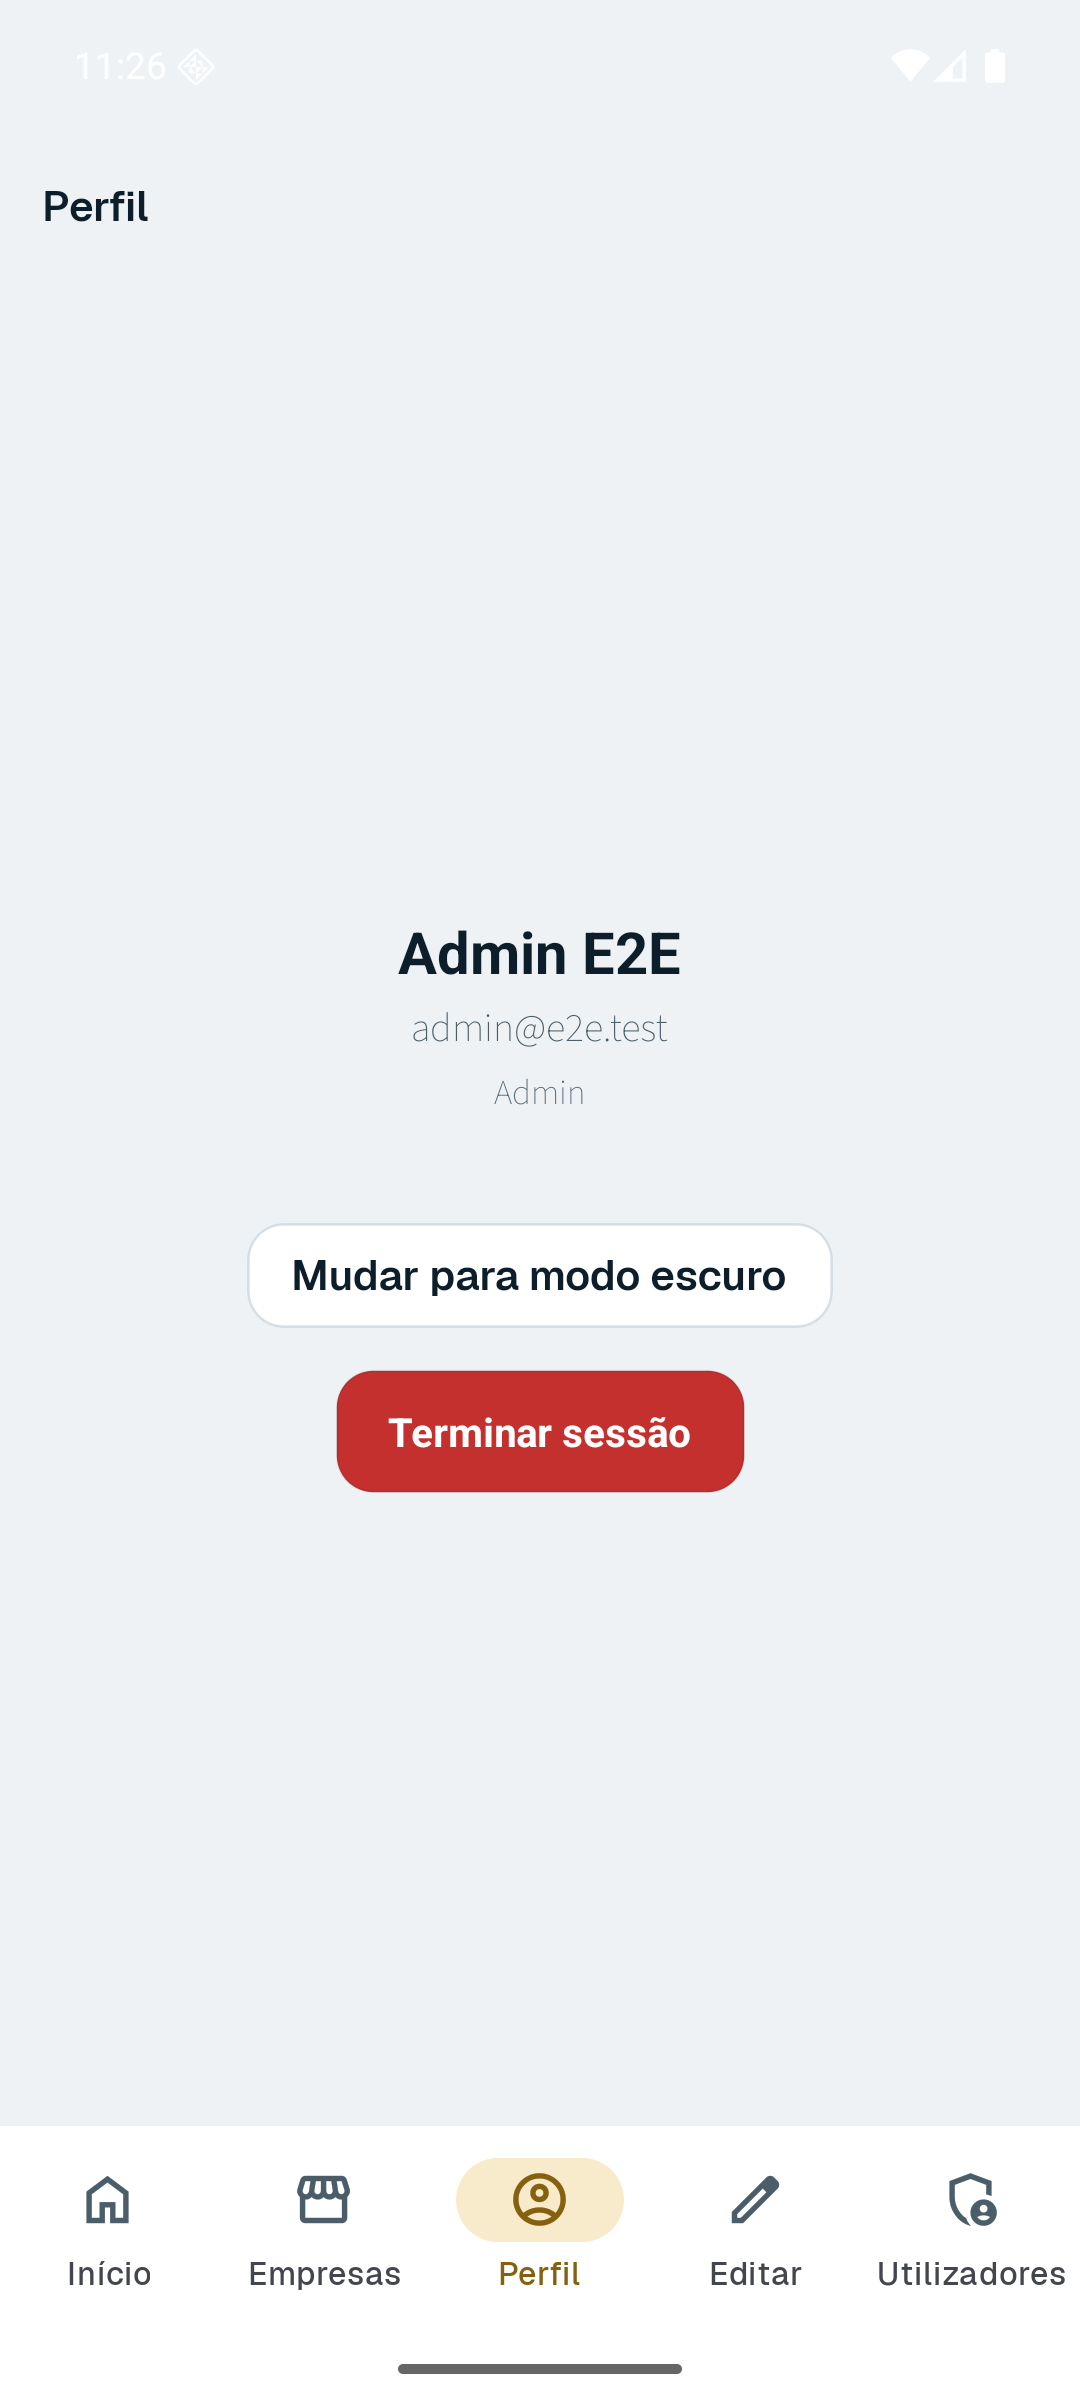 11:26
Perfil
Admin E2E
admin@e2e.test
Admin
Mudar para modo escuro
Terminar sessão
Início
Empresas
Perfil
Editar
Utilizadores